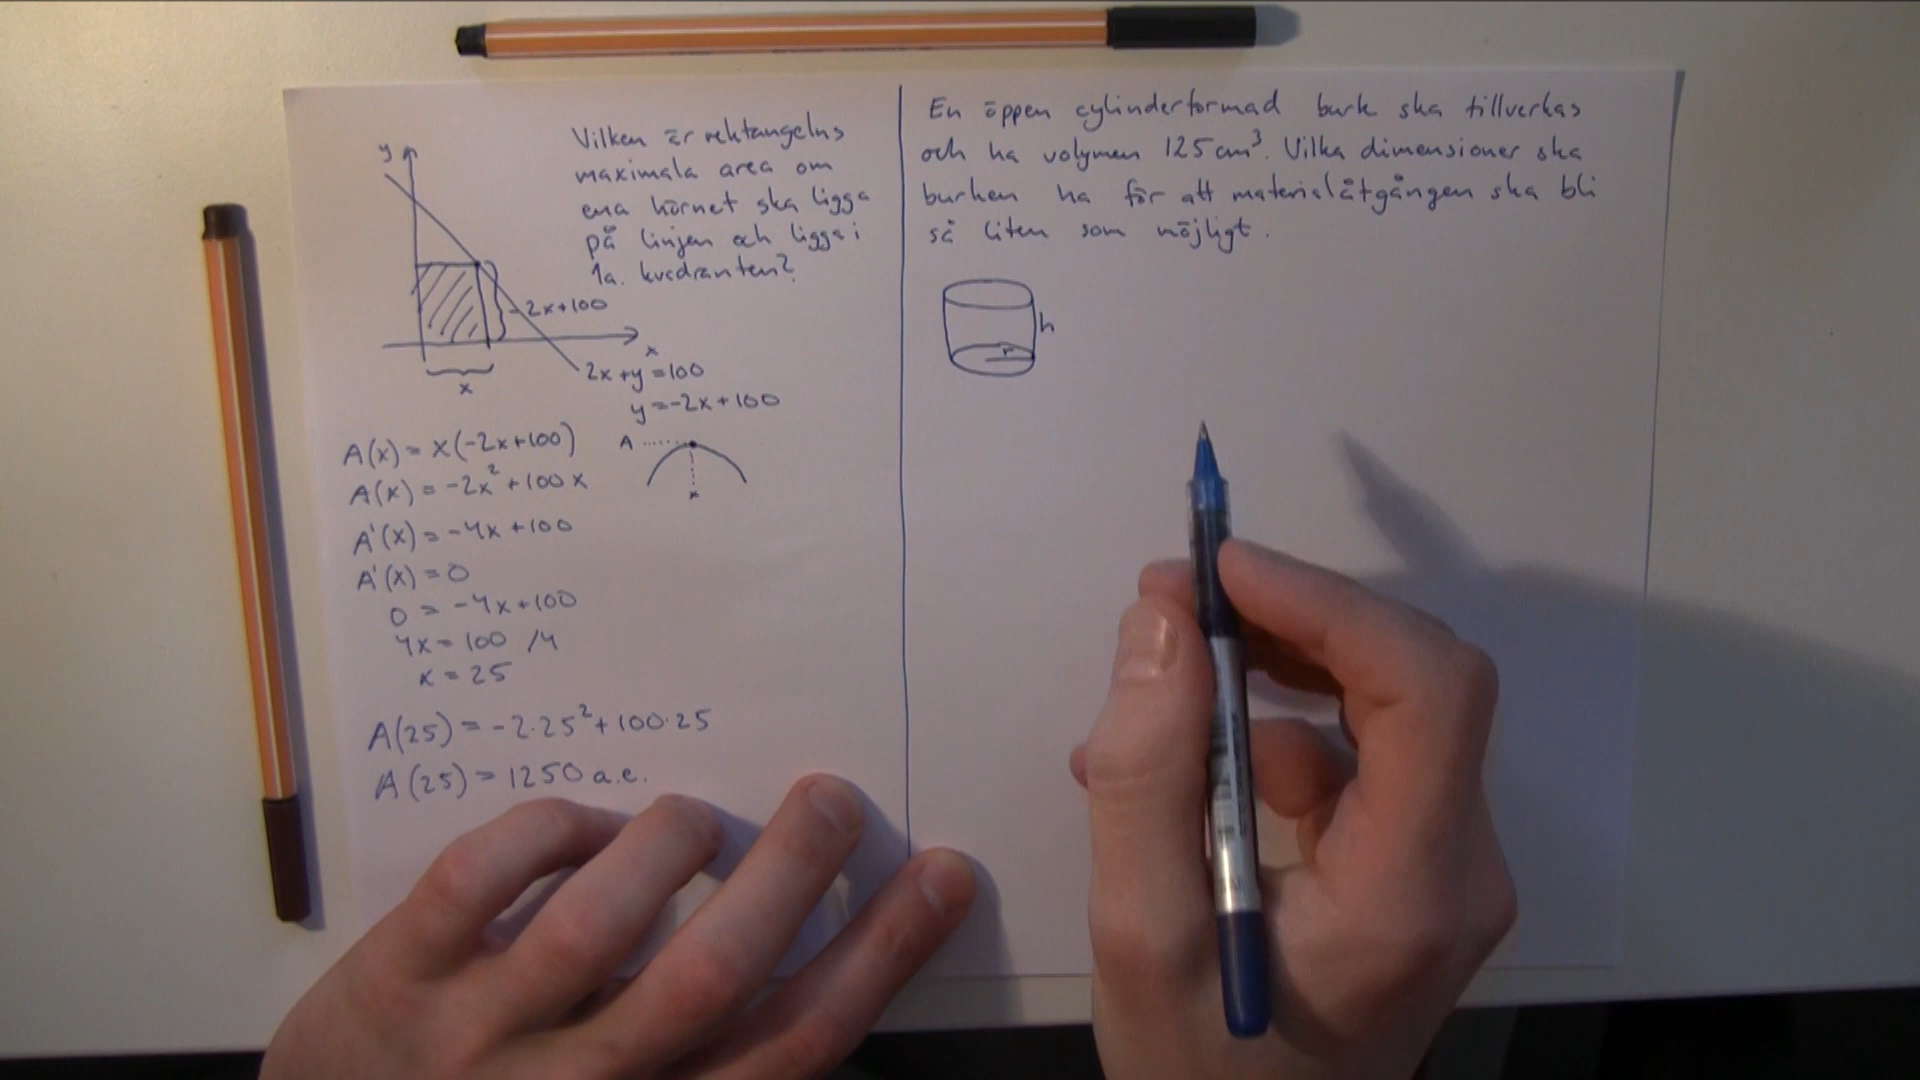 Vilken är rektangelns
maximala area om
ena hörnet ska ligga
på linjen och ligga i
1a. kvadranten?
y
-2x+100
x
x
2x+y=100
y=-2x+100
A(x) = x(-2x+100)
A(x) = -2x²+100x
A'(x) = -4x+100
A'(x) = 0
0 = -4x+100
4x = 100 /4
x = 25
A(25) = -2·25²+100·25
A(25) = 1250 a.e.
A
x
En öppen cylinderformad burk ska tillverkas
och ha volymen 125 cm³. Vilka dimensioner ska
burken ha för att materialåtgången ska bli
så liten som möjligt.
h
r